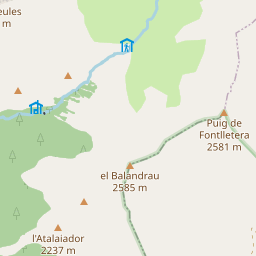 eules
m
Puig de
Fontlletera
2581 m
el Balandrau
2585 m
l'Atalaiador
2237 m